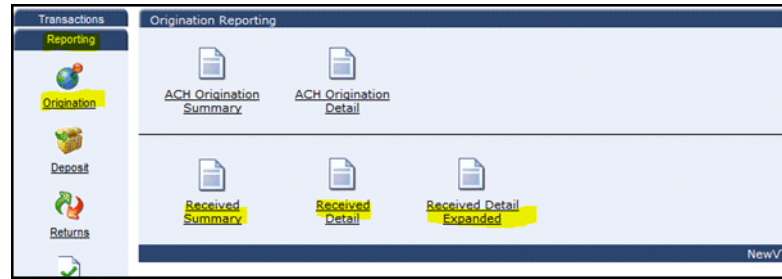 Transactions
Reporting
Origination
Deposit
Returns
Origination Reporting
ACH Origination
Summary
ACH Origination
Detail
Received
Summary
Received
Detail
Received Detail
Expanded